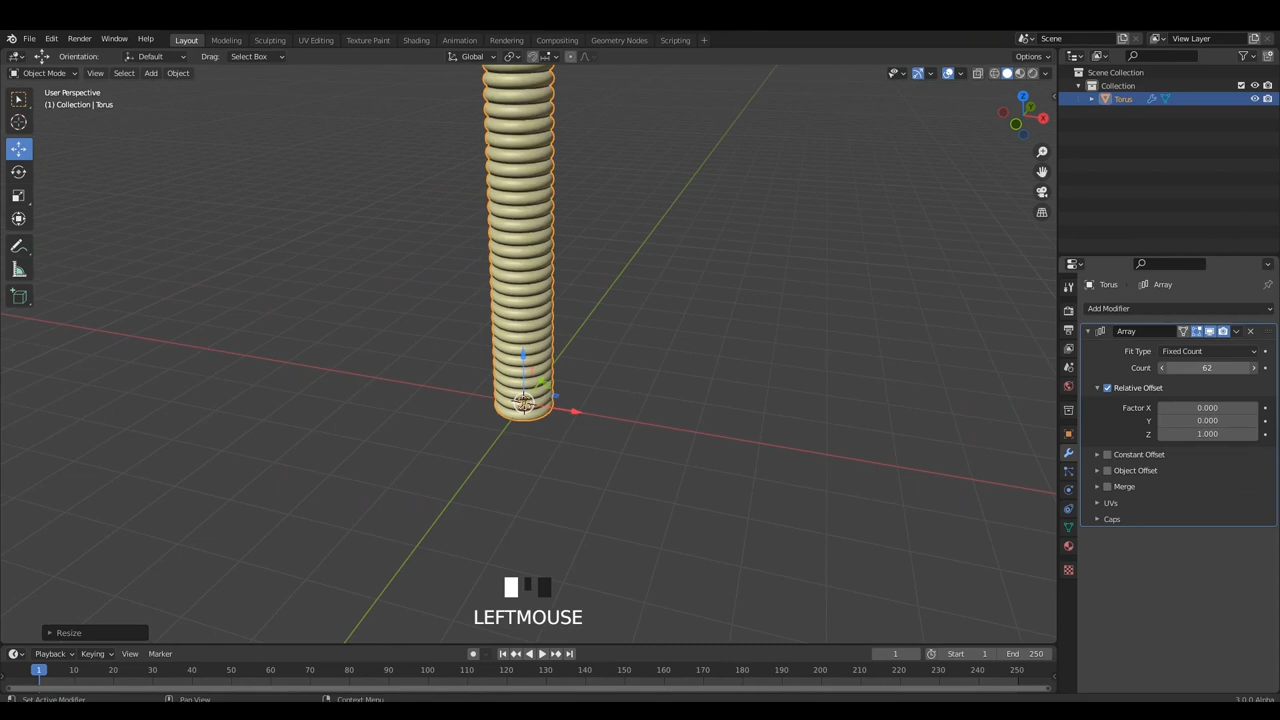 File Edit Render Window Help Layout Modeling Sculpting UV Editing Texture Paint Shading Animation Rendering Compositing Geometry Nodes Scripting + Scene View Layer
Orientation: Default Drag: Select Box Global Options
Object Mode View Select Add Object
User Perspective
(1) Collection | Torus
Z
Y
X
Scene Collection
Collection
Torus
Torus Array
Add Modifier
Array
Fit Type Fixed Count
Count 62
Relative Offset
Factor X 0.000
Y 0.000
Z 1.000
Constant Offset
Object Offset
Merge
UVs
Caps
LEFTMOUSE
Resize
Playback Keying View Marker 1 Start 1 End 250
1 10 20 30 40 50 60 70 80 90 100 110 120 130 140 150 160 170 180 190 200 210 220 230 240 250
Set Active Modifier Pan View Context Menu 3.0.0 Alpha